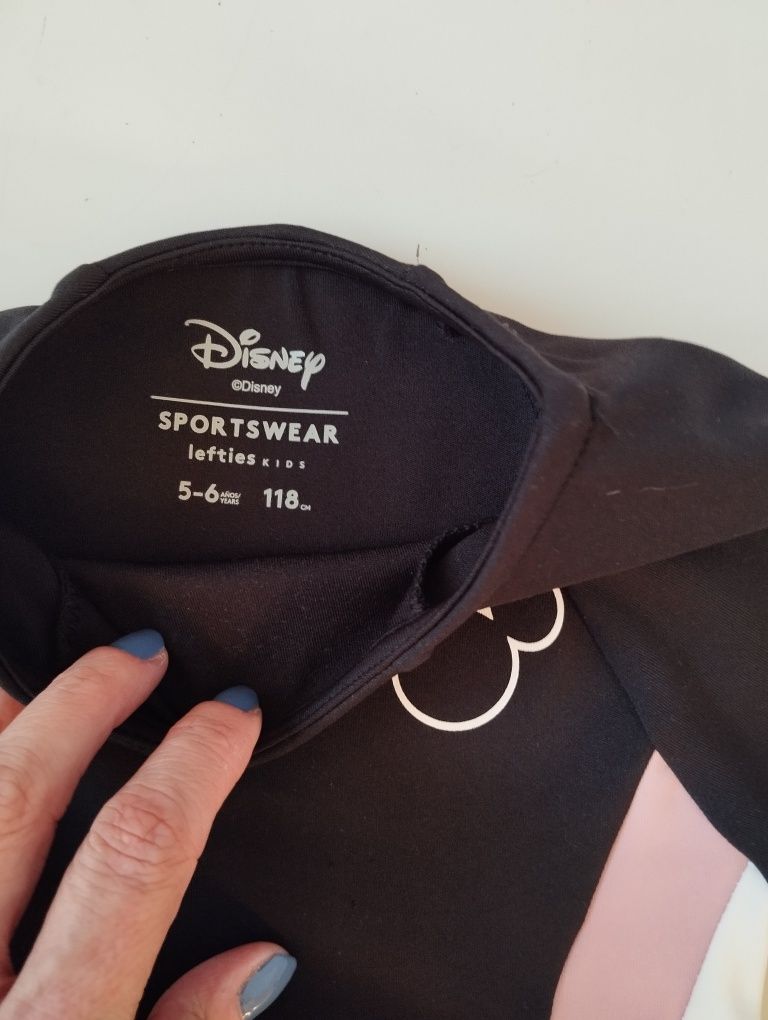 Disney
©Disney
SPORTSWEAR
lefties KIDS
5-6 AÑOS/ YEARS 118 CM